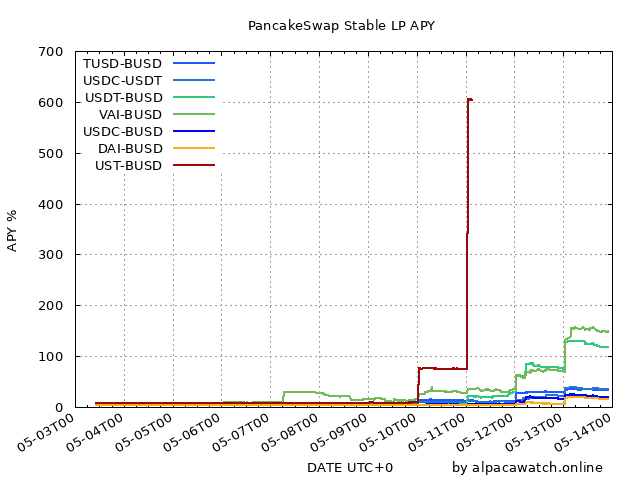 PancakeSwap Stable LP APY
700
600
500
400
300
200
100
0
APY %
TUSD-BUSD
USDC-USDT
USDT-BUSD
VAI-BUSD
USDC-BUSD
DAI-BUSD
UST-BUSD
05-03T00
05-04T00
05-05T00
05-06T00
05-07T00
05-08T00
05-09T00
05-10T00
05-11T00
05-12T00
05-13T00
05-14T00
DATE UTC+0
by alpacawatch.online